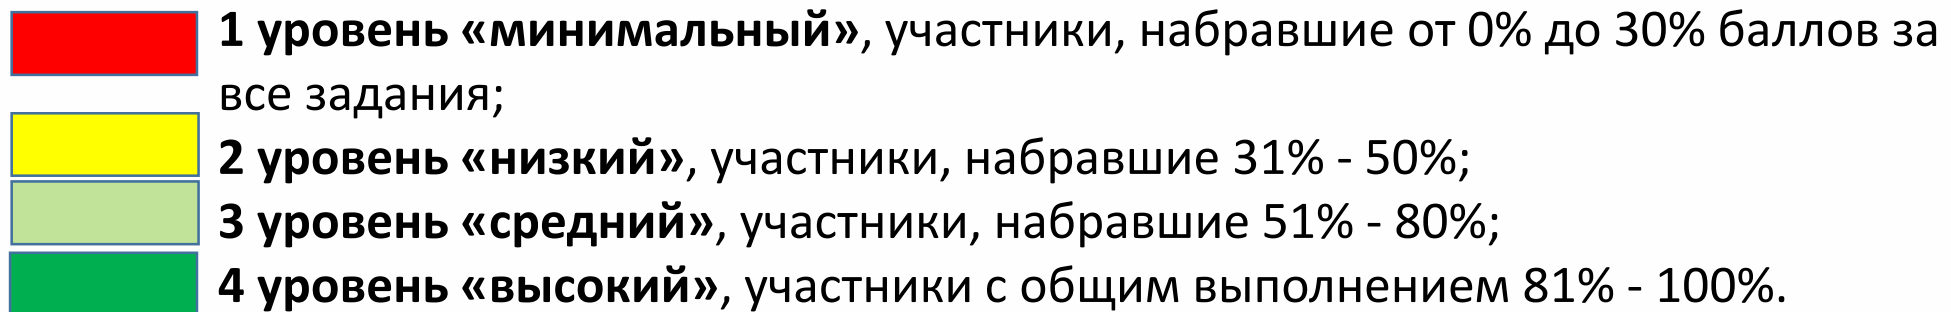 1 уровень «минимальный», участники, набравшие от 0% до 30% баллов за
все задания;
2 уровень «низкий», участники, набравшие 31% - 50%;
3 уровень «средний», участники, набравшие 51% - 80%;
4 уровень «высокий», участники с общим выполнением 81% - 100%.